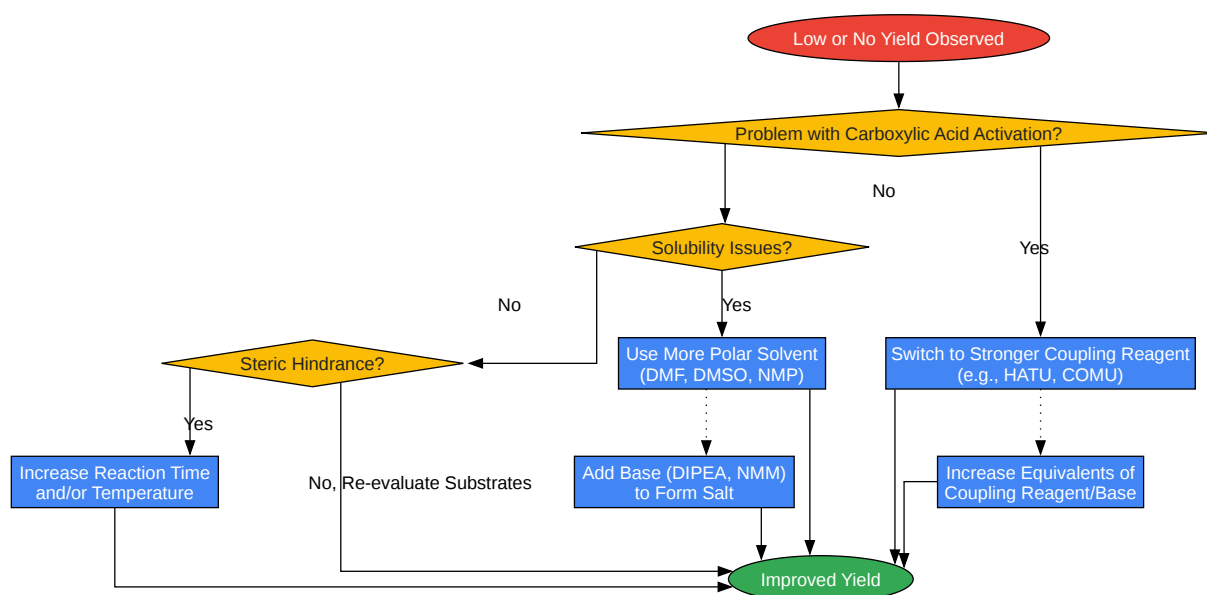 Low or No Yield Observed
Problem with Carboxylic Acid Activation?
No
Yes
Solubility Issues?
No
Yes
Steric Hindrance?
Use More Polar Solvent
(DMF, DMSO, NMP)
Switch to Stronger Coupling Reagent
(e.g., HATU, COMU)
Yes
No, Re-evaluate Substrates
Increase Reaction Time
and/or Temperature
Add Base (DIPEA, NMM)
to Form Salt
Increase Equivalents of
Coupling Reagent/Base
Improved Yield